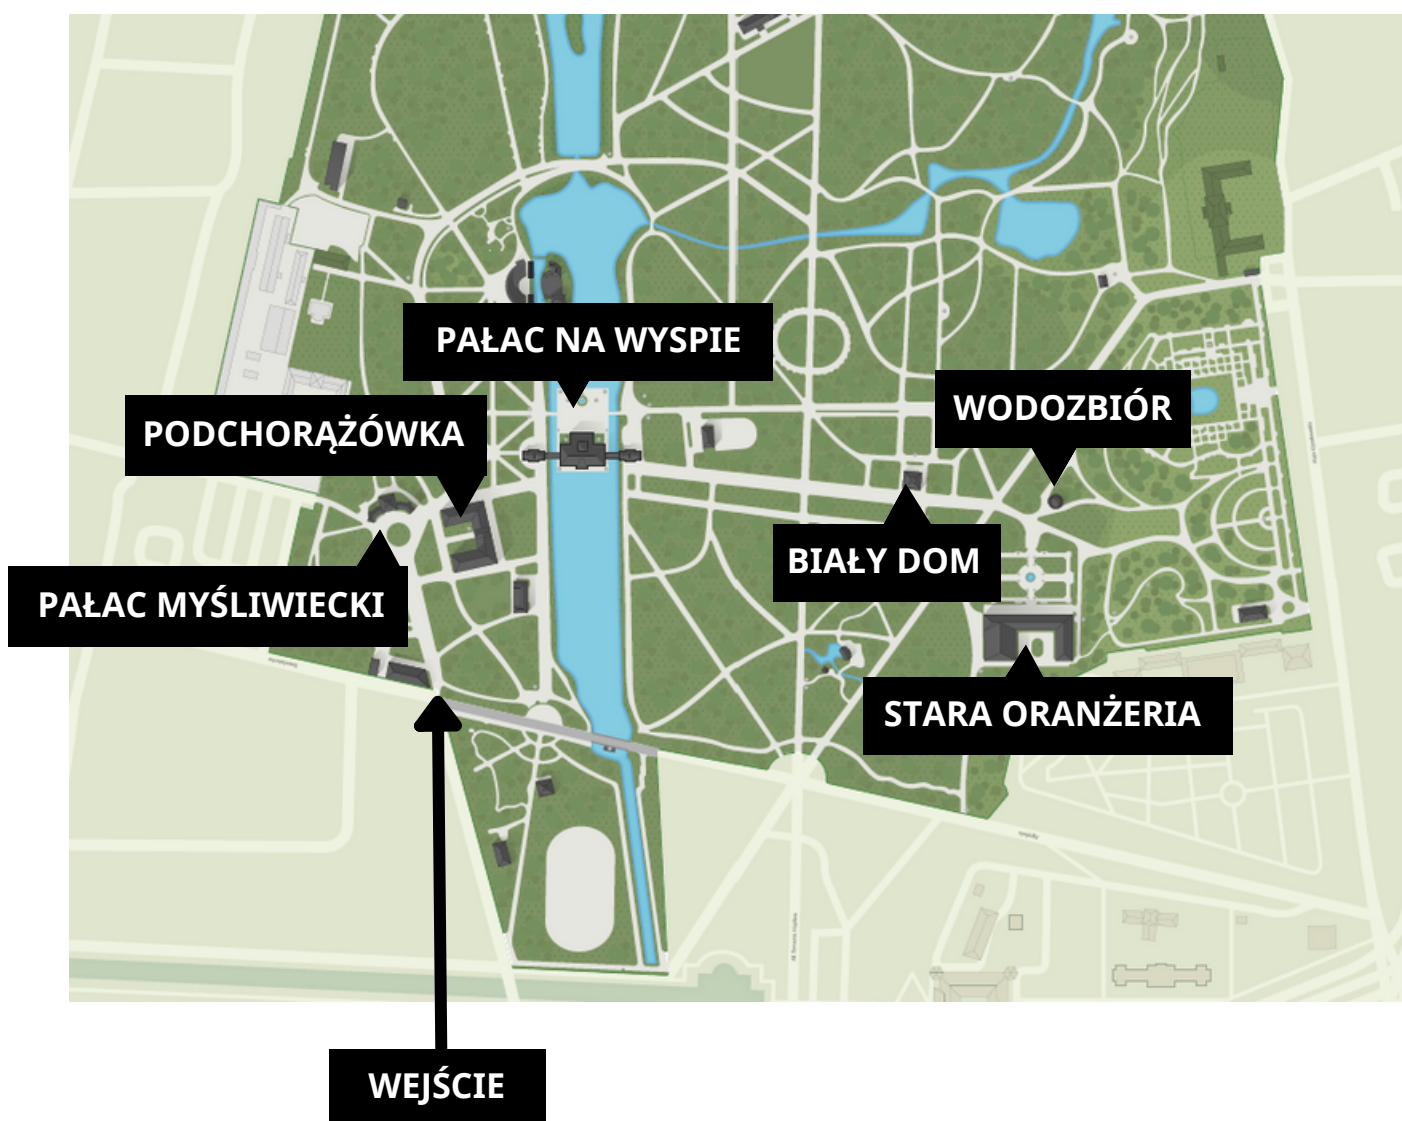 PAŁAC NA WYSPIE
WODOZBIÓR
PODCHORĄŻÓWKA
BIAŁY DOM
PAŁAC MYŚLIWIECKI
STARA ORANŻERIA
WEJŚCIE